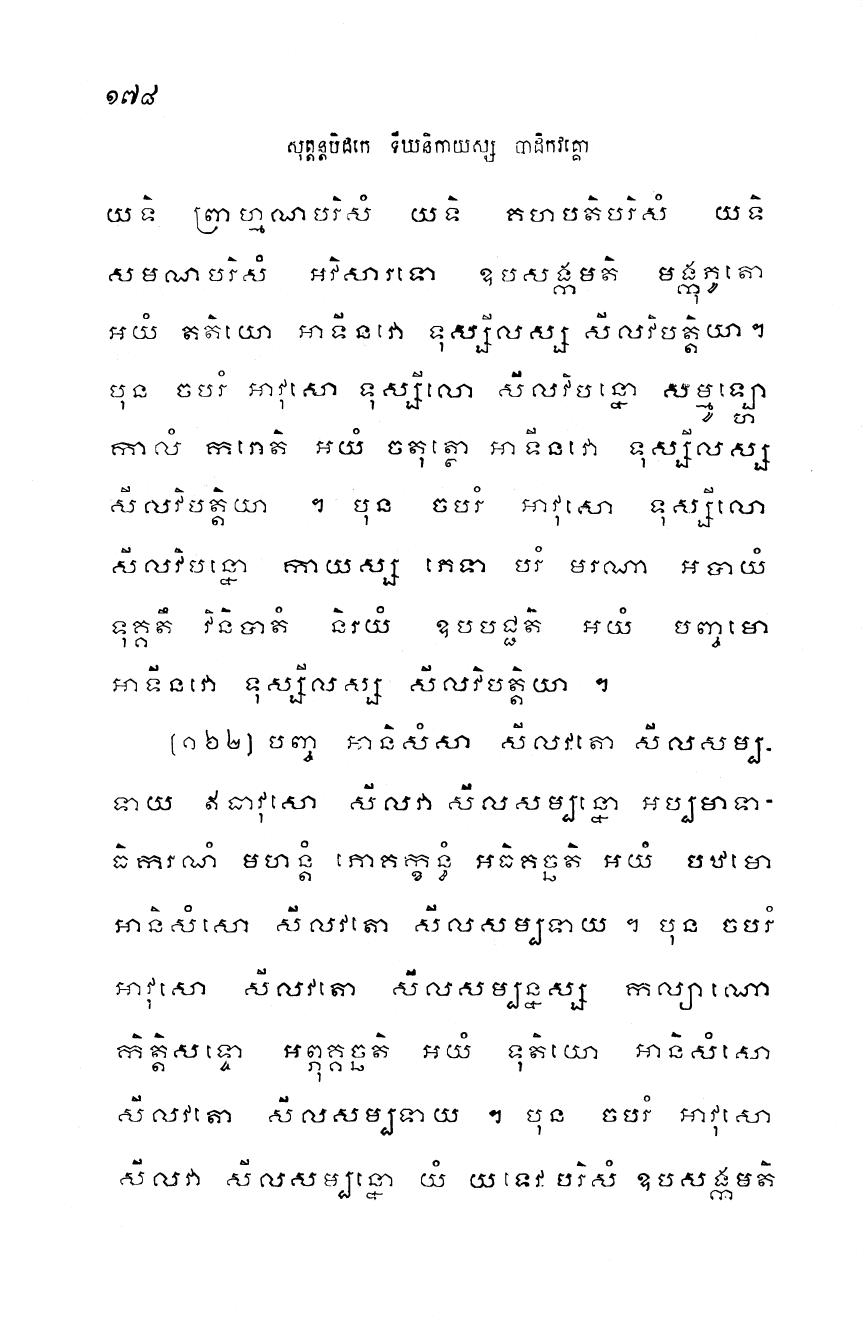 ១៧៨
សុត្តន្តបិដកេ ទីឃនិកាយស្ស បាដិកវគ្គោ
យទិ ព្រាហ្មណបរិសំ យទិ គហបតិបរិសំ យទិ
សមណបរិសំ អវិសារទោ ឧបសង្កមតិ មង្កុភូតោ
អយំ តតិយោ អាទីនវោ ទុស្សីលស្ស សីលវិបត្តិយា។
បុន ចបរំ អាវុសោ ទុស្សីលោ សីលវិបន្នោ សម្មូឡ្ហោ
កាលំ ករោតិ អយំ ចតុត្ថោ អាទីនវោ ទុស្សីលស្ស
សីលវិបត្តិយា ។ បុន ចបរំ អាវុសោ ទុស្សីលោ
សីលវិបន្នោ កាយស្ស ភេទា បរំ មរណា អបាយំ
ទុគ្គតឹ វិនិបាតំ និរយំ ឧបបជ្ជតិ អយំ បញ្ចមោ
អាទីនវោ ទុស្សីលស្ស សីលវិបត្តិយា ។
[១២២] បញ្ច អានិសំសា សីលវតោ សីលសម្ប-
ទាយ ឥធាវុសោ សីលវា សីលសម្បន្នោ អប្បមាទា-
ធិករណំ មហន្តំ ភោគក្ខន្ធំ អធិគច្ឆតិ អយំ បឋមោ
អានិសំសោ សីលវតោ សីលសម្បទាយ ។ បុន ចបរំ
អាវុសោ សីលវតោ សីលសម្បន្នស្ស កល្យាណោ
កិត្តិសទ្ទោ អព្ភុគ្គច្ឆតិ អយំ ទុតិយោ អានិសំសោ
សីលវតោ សីលសម្បទាយ ។ បុន ចបរំ អាវុសោ
សីលវា សីលសម្បន្នោ យំ យទេវ បរិសំ ឧបសង្កមតិ